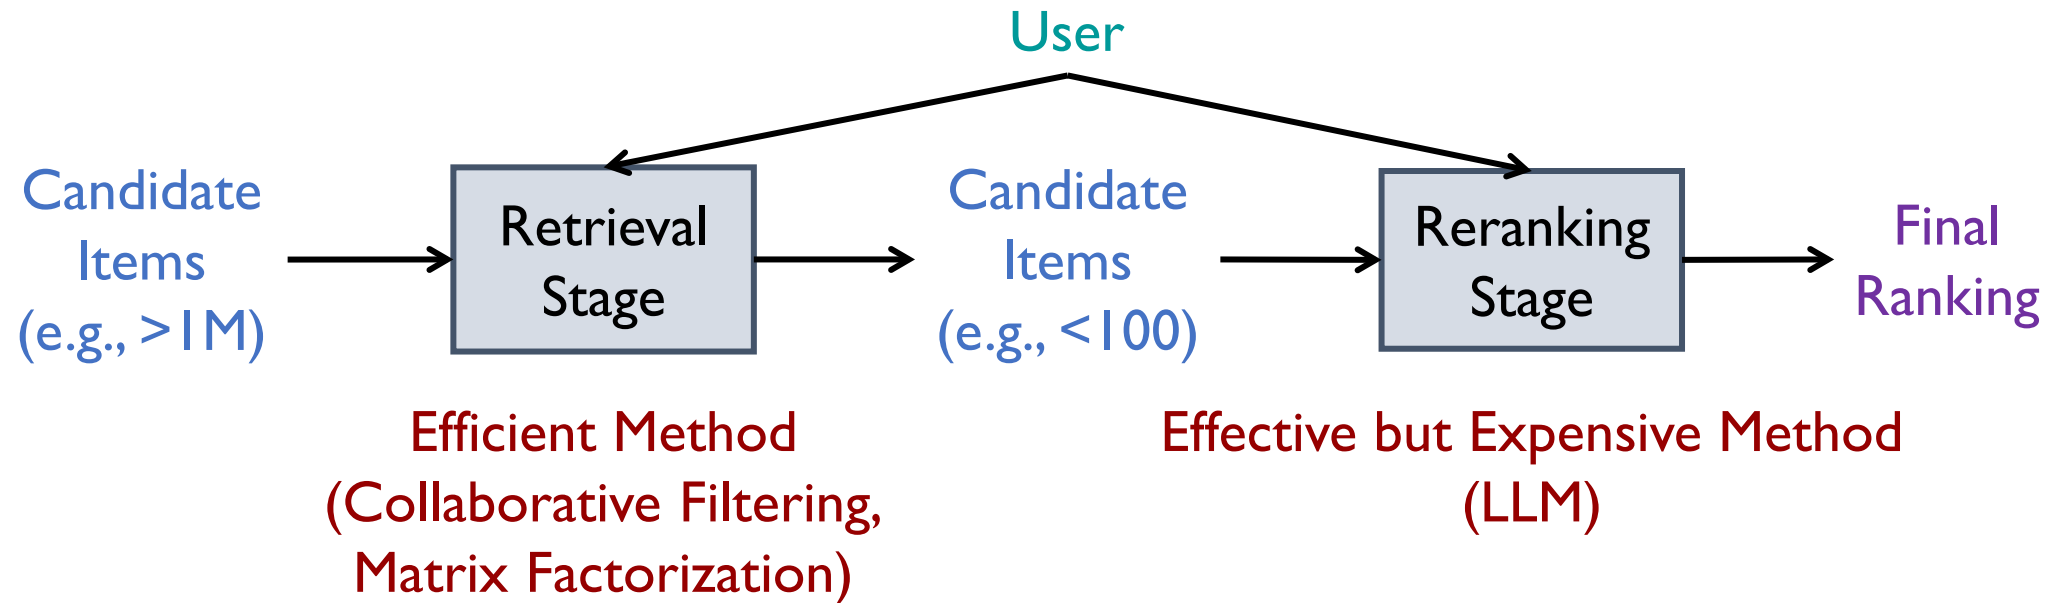 User
Candidate
Items
(e.g., >1M)
Retrieval
Stage
Candidate
Items
(e.g., <100)
Reranking
Stage
Final
Ranking
Efficient Method
(Collaborative Filtering,
Matrix Factorization)
Effective but Expensive Method
(LLM)